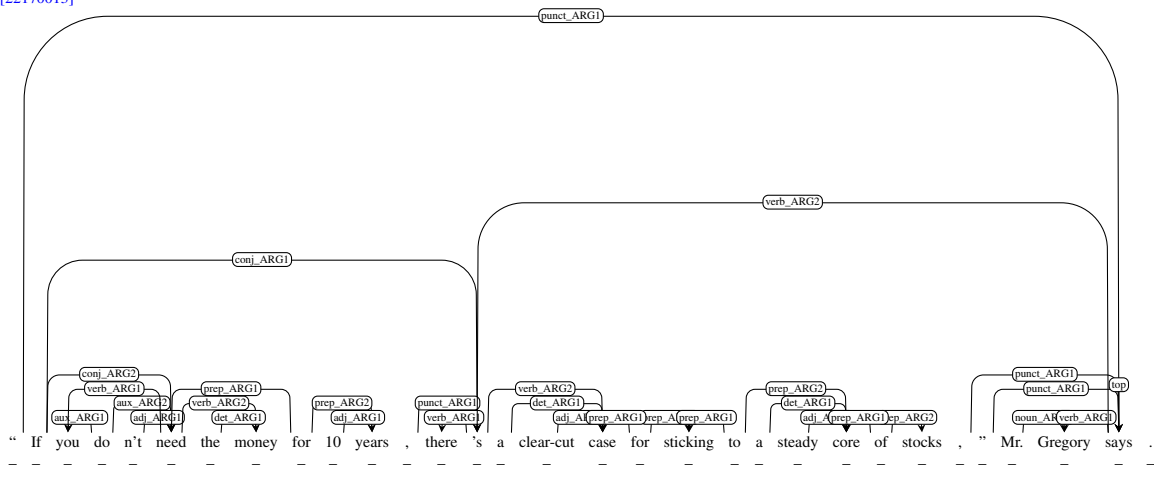 [22170015]
punct_ARG1
verb_ARG2
conj_ARG1
conj_ARG2 punct_ARG1
top
verb_ARG1 prep_ARG1 verb_ARG2 prep_ARG2 punct_ARG1
aux_ARG2 verb_ARG2 prep_ARG2 punct_ARG1 det_ARG1 det_ARG1
aux_ARG1 adj_ARG1 det_ARG1 adj_ARG1 verb_ARG1 prep_ARG1 prep_ARG1 prep_ARG1 verb_ARG1
“ If you do n’t need the money for 10 years , there ’s a clear-cut case for sticking to a steady core of stocks , ” Mr. Gregory says .
_ _ _ _ _ _ _ _ _ _ _ _ _ _ _ _ _ _ _ _ _ _ _ _ _ _ _ _ _ _ _ _